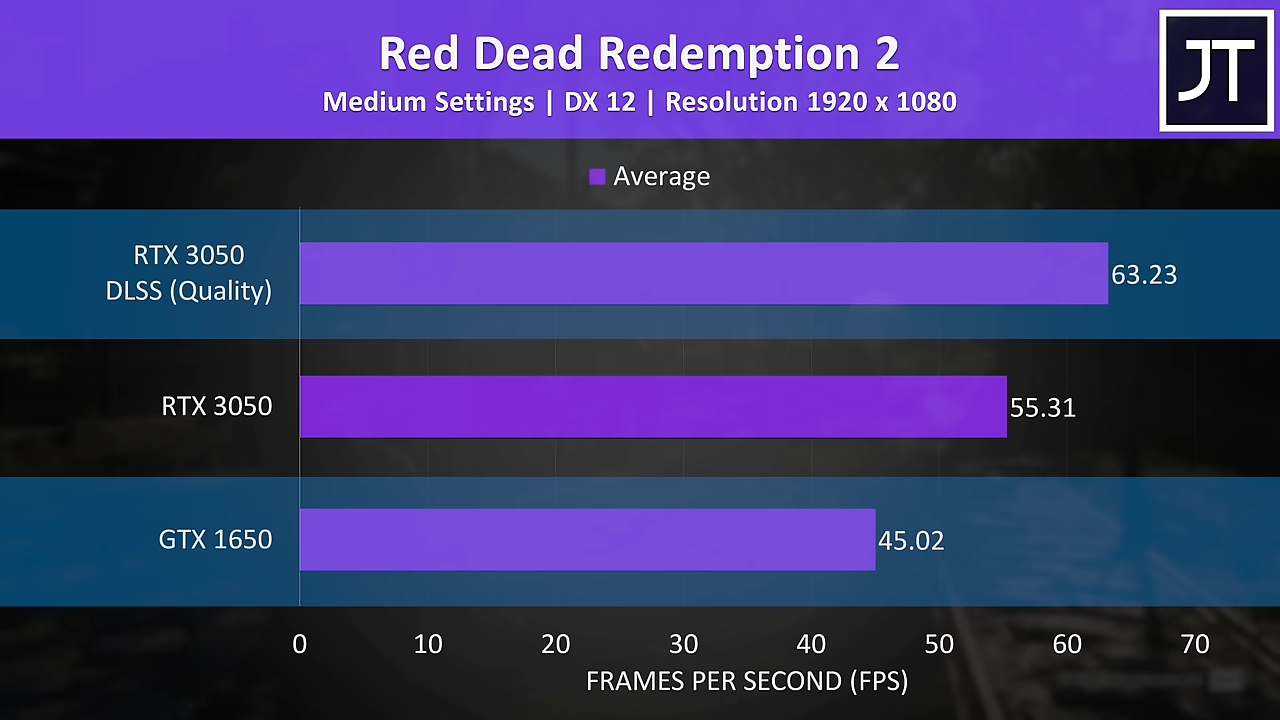 Red Dead Redemption 2
Medium Settings | DX 12 | Resolution 1920 x 1080
JT
Average
RTX 3050
DLSS (Quality)
63.23
RTX 3050
55.31
GTX 1650
45.02
0 10 20 30 40 50 60 70
FRAMES PER SECOND (FPS)